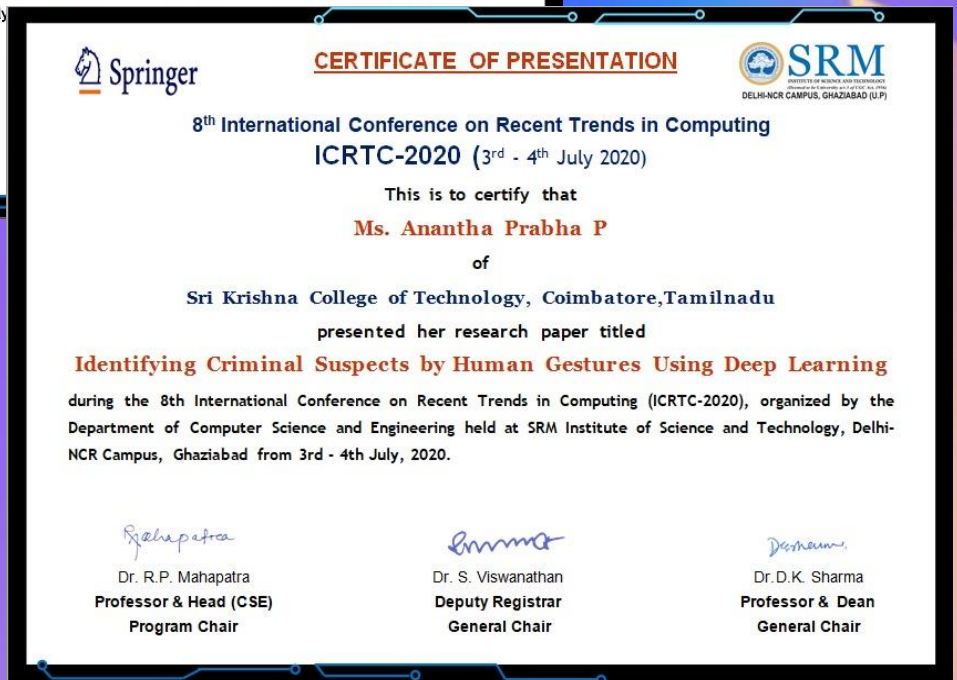 Springer
CERTIFICATE OF PRESENTATION
SRM
INSTITUTE OF SCIENCE AND TECHNOLOGY
DELHI-NCR CAMPUS, GHAZIABAD (U.P)
8th International Conference on Recent Trends in Computing
ICRTC-2020 (3rd - 4th July 2020)
This is to certify that
Ms. Anantha Prabha P
of
Sri Krishna College of Technology, Coimbatore,Tamilnadu
presented her research paper titled
Identifying Criminal Suspects by Human Gestures Using Deep Learning
during the 8th International Conference on Recent Trends in Computing (ICRTC-2020), organized by the
Department of Computer Science and Engineering held at SRM Institute of Science and Technology, Delhi-
NCR Campus, Ghaziabad from 3rd - 4th July, 2020.
Dr. R.P. Mahapatra
Professor & Head (CSE)
Program Chair
Dr. S. Viswanathan
Deputy Registrar
General Chair
Dr.D.K. Sharma
Professor & Dean
General Chair